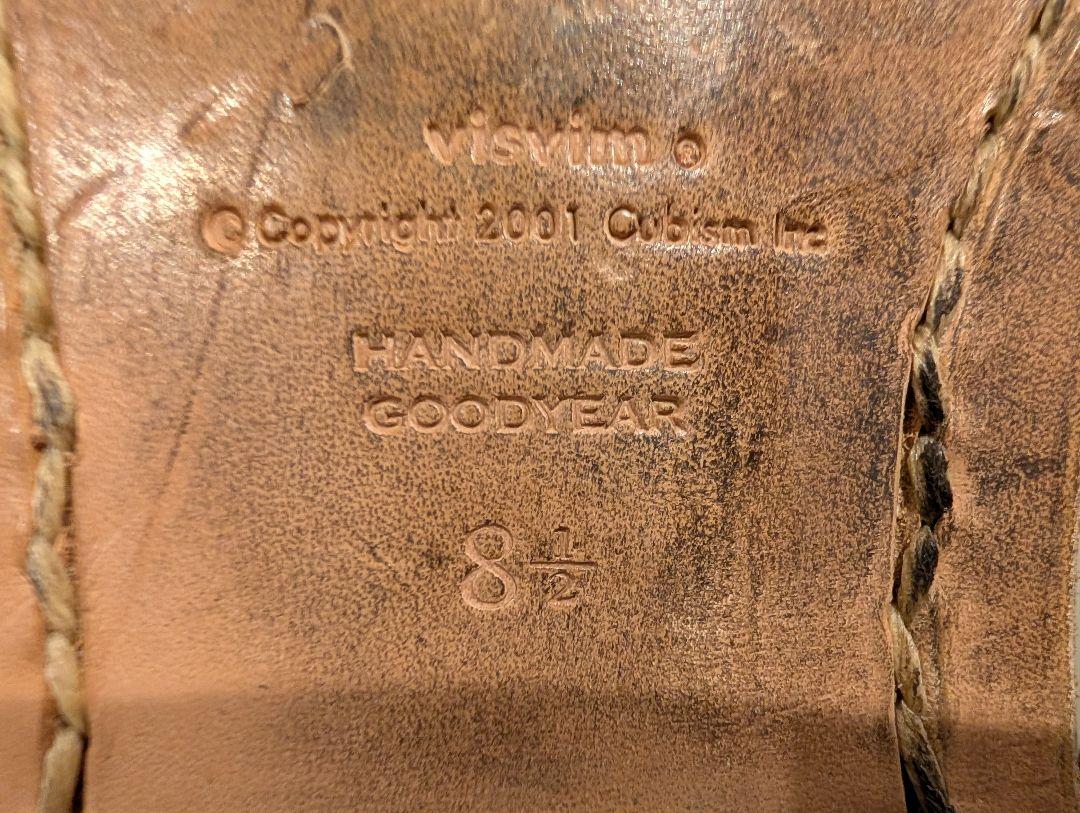 visvim ®
© Copyright 2001 Cubism Inc
HANDMADE
GOODYEAR
8 1/2